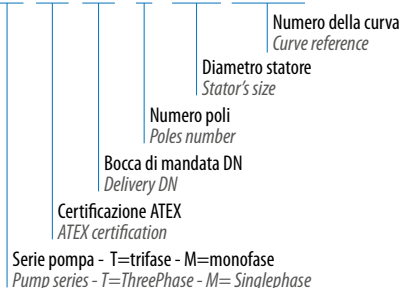 Numero della curva
Curve reference
Diametro statore
Stator's size
Numero poli
Poles number
Bocca di mandata DN
Delivery DN
Certificazione ATEX
ATEX certification
Serie pompa - T=trifase - M=monofase
Pump series - T=ThreePhase - M= Singlephase